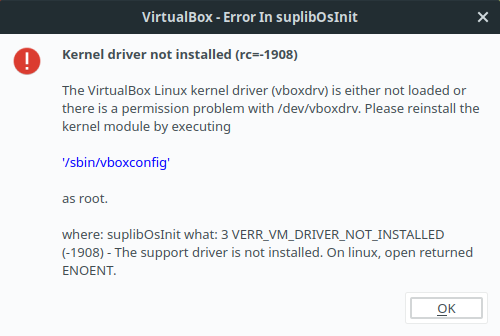 VirtualBox - Error In suplibOsInit
Kernel driver not installed (rc=-1908)
The VirtualBox Linux kernel driver (vboxdrv) is either not loaded or
there is a permission problem with /dev/vboxdrv. Please reinstall the
kernel module by executing
'/sbin/vboxconfig'
as root.
where: suplibOsInit what: 3 VERR_VM_DRIVER_NOT_INSTALLED
(-1908) - The support driver is not installed. On linux, open returned
ENOENT.
OK